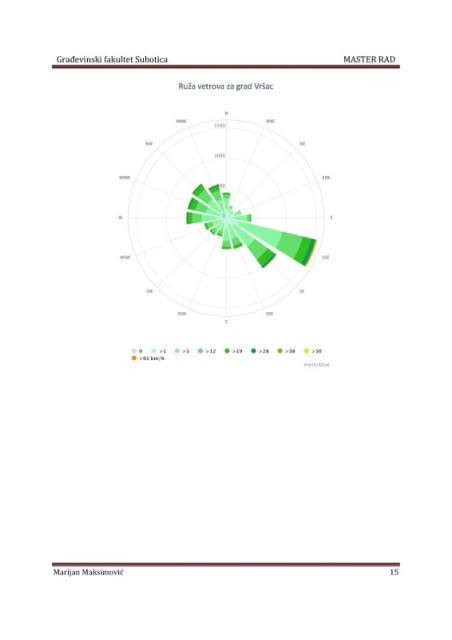 Građevinski fakultet Subotica MASTER RAD
Ruža vetrova za grad Vršac
N
NNW NNE
1500
NW NE
1000
WNW ENE
W E
WSW ESE
SW SE
SSW SSE
S
0 >1 >5 >12 >19 >28 >38 >50
>61 km/h
meteoblue
Marijan Maksimović 15